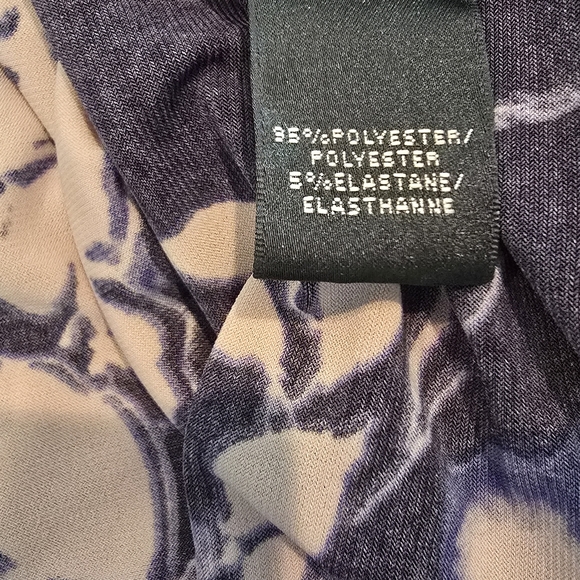 95%POLYESTER/
POLYESTER
5%ELASTANE/
ELASTHANNE